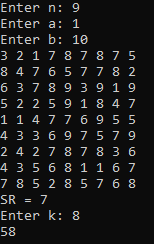 Enter n: 9
Enter a: 1
Enter b: 10
3 2 1 7 8 7 8 7 5
8 4 7 6 5 7 7 8 2
6 3 7 8 9 3 9 1 9
5 2 2 5 9 1 8 4 7
1 1 4 7 7 6 9 5 5
4 3 3 6 9 7 5 7 9
2 4 2 7 8 7 8 3 6
4 3 5 6 8 1 1 6 7
7 8 5 2 8 5 7 6 8
SR = 7
Enter k: 8
58